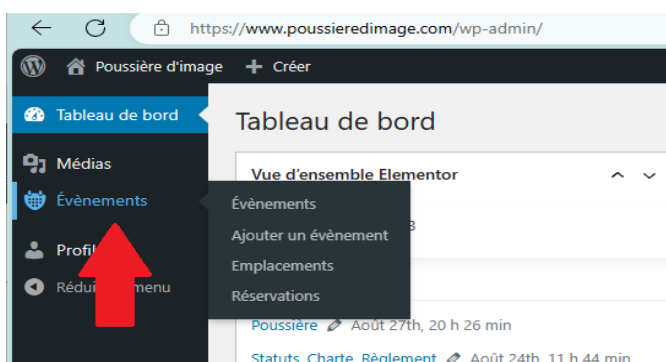 https://www.poussieredimage.com/wp-admin/
Poussière d'image + Créer
Tableau de bord
Tableau de bord
Médias
Vue d'ensemble Elementor
Évènements
Évènements
Ajouter un évènement
Profil
Emplacements
menu
Réservations
Poussière Août 27th, 20 h 26 min
Statuts, Charte, Règlement Août 24th, 11 h 44 min